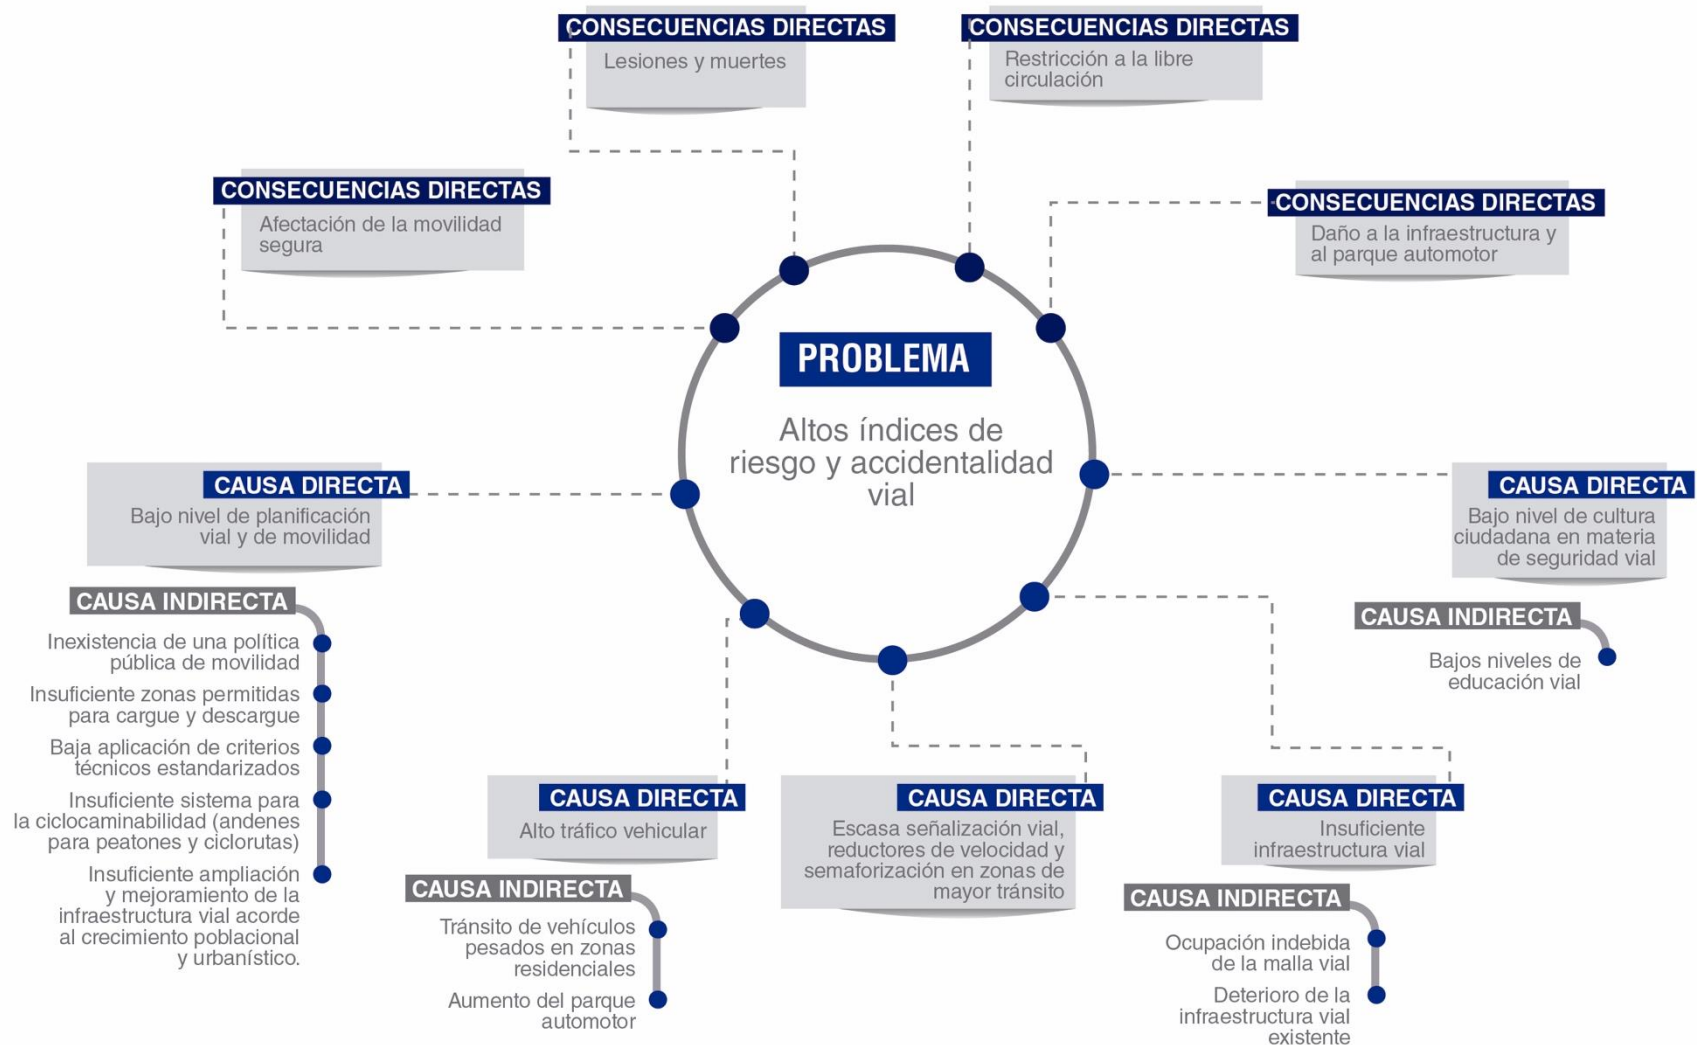 CONSECUENCIAS DIRECTAS
Lesiones y muertes
CONSECUENCIAS DIRECTAS
Restricción a la libre
circulación
CONSECUENCIAS DIRECTAS
Afectación de la movilidad
segura
CONSECUENCIAS DIRECTAS
Daño a la infraestructura y
al parque automotor
PROBLEMA
Altos índices de
riesgo y accidentalidad
vial
CAUSA DIRECTA
Bajo nivel de planificación
vial y de movilidad
CAUSA INDIRECTA
Inexistencia de una política
pública de movilidad
Insuficiente zonas permitidas
para cargue y descargue
Baja aplicación de criterios
técnicos estandarizados
Insuficiente sistema para
la ciclocaminabilidad (andenes
para peatones y ciclorutas)
Insuficiente ampliación
y mejoramiento de la
infraestructura vial acorde
al crecimiento poblacional
y urbanístico.
CAUSA DIRECTA
Alto tráfico vehicular
CAUSA INDIRECTA
Tránsito de vehículos
pesados en zonas
residenciales
Aumento del parque
automotor
CAUSA DIRECTA
Escasa señalización vial,
reductores de velocidad y
semaforización en zonas de
mayor tránsito
CAUSA DIRECTA
Insuficiente
infraestructura vial
CAUSA INDIRECTA
Ocupación indebida
de la malla vial
Deterioro de la
infraestructura vial
existente
CAUSA DIRECTA
Bajo nivel de cultura
ciudadana en materia
de seguridad vial
CAUSA INDIRECTA
Bajos niveles de
educación vial